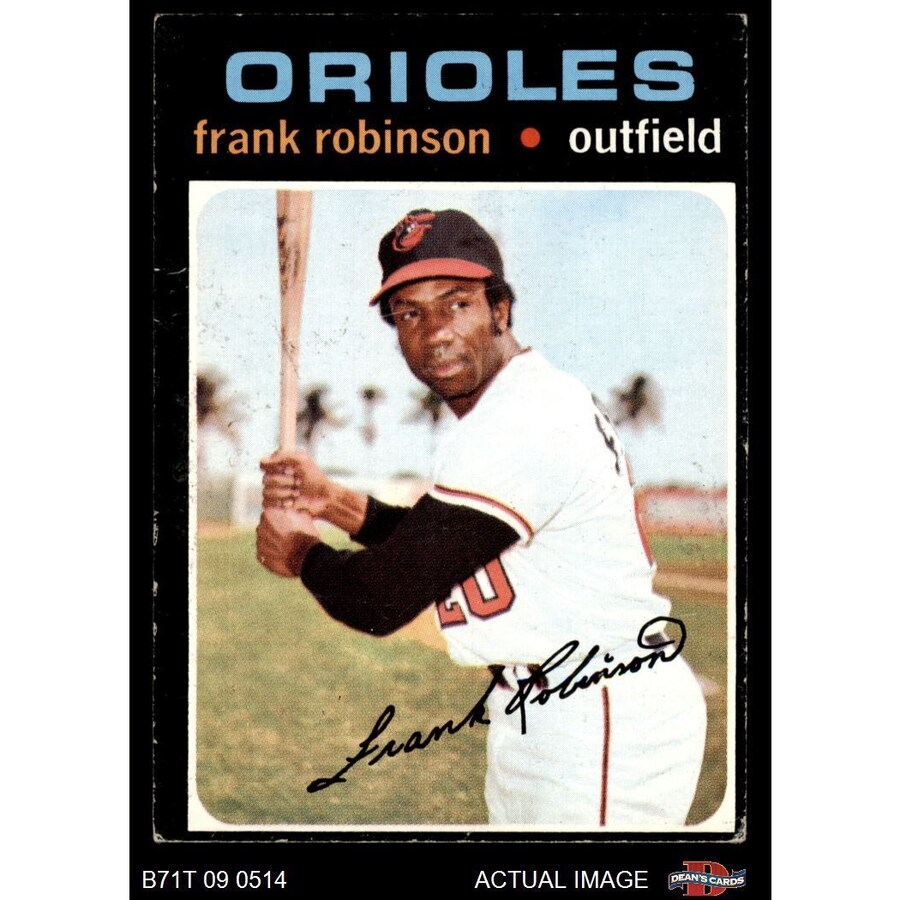 ORIOLES
frank robinson • outfield
20
Frank Robinson
B71T 09 0514 ACTUAL IMAGE DEAN'S CARDS